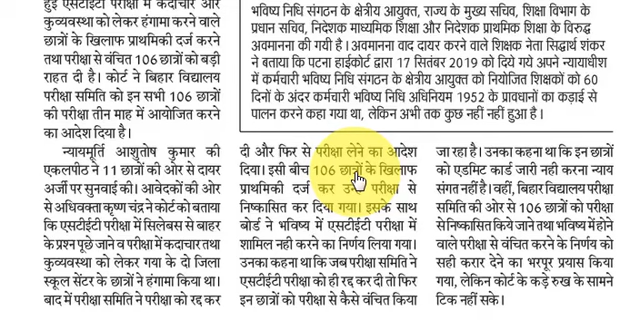 हुई एसटीईटी परीक्षा में कदाचार और
कुव्यवस्था को लेकर हंगामा करने वाले
छात्रों के खिलाफ प्राथमिकी दर्ज करने
तथा परीक्षा से वंचित 106 छात्रों को बड़ी
राहत दी है। कोर्ट ने बिहार विद्यालय
परीक्षा समिति को इन सभी 106 छात्रों
की परीक्षा तीन माह में आयोजित करने
का आदेश दिया है।
न्यायमूर्ति आशुतोष कुमार की
एकलपीठ ने 11 छात्रों की ओर से दायर
अर्जी पर सुनवाई की। आवेदकों की ओर
से अधिवक्ता कृष्ण चंद्र ने कोर्ट को बताया
कि एसटीईटी परीक्षा में सिलेबस से बाहर
के प्रश्न पूछे जाने व परीक्षा में कदाचार तथा
कुव्यवस्था को लेकर गया के दो जिला
स्कूल सेंटर के छात्रों ने हंगामा किया था।
बाद में परीक्षा समिति ने परीक्षा को रद्द कर
भविष्य निधि संगठन के क्षेत्रीय आयुक्त, राज्य के मुख्य सचिव, शिक्षा विभाग के
प्रधान सचिव, निदेशक माध्यमिक शिक्षा और निदेशक प्राथमिक शिक्षा के विरुद्ध
अवमानना की गयी है । अवमानना वाद दायर करने वाले शिक्षक नेता सिद्धार्थ शंकर
ने बताया कि पटना हाईकोर्ट द्वारा 17 सितंबर 2019 को दिये गये अपने न्यायाधीश
में कर्मचारी भविष्य निधि संगठन के क्षेत्रीय आयुक्त को नियोजित शिक्षकों को 60
दिनों के अंदर कर्मचारी भविष्य निधि अधिनियम 1952 के प्रावधानों का कड़ाई से
पालन करने कहा गया था, लेकिन अभी तक कुछ नहीं नहीं हुआ है ।
दी और फिर से परीक्षा लेने का आदेश
दिया। इसी बीच 106 छात्रों के खिलाफ
प्राथमिकी दर्ज कर उन्हें परीक्षा से
निष्कासित कर दिया गया। इसके साथ
बोर्ड ने भविष्य में एसटीईटी परीक्षा में
शामिल नही करने का निर्णय लिया गया।
उनका कहना था कि जब परीक्षा समिति ने
एसटीईटी परीक्षा को ही रद्द कर दी तो फिर
इन छात्रों को परीक्षा से कैसे वंचित किया
जा रहा है। उनका कहना था कि इन छात्रों
को एडमिट कार्ड जारी नही करना न्याय
संगत नहीं है। वहीं, बिहार विद्यालय परीक्षा
समिति की ओर से 106 छात्रों को परीक्षा
से निष्कासित किये जाने तथा भविष्य में होने
वाले परीक्षा से वंचित करने के निर्णय को
सही करार देने का भरपूर प्रयास किया
गया, लेकिन कोर्ट के कड़े रुख के सामने
टिक नहीं सके।